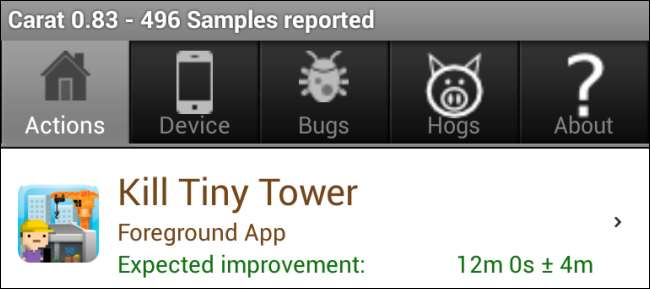 Carat 0.83 - 496 Samples reported
Actions Device Bugs Hogs About
Kill Tiny Tower
Foreground App
Expected improvement: 12m 0s ± 4m